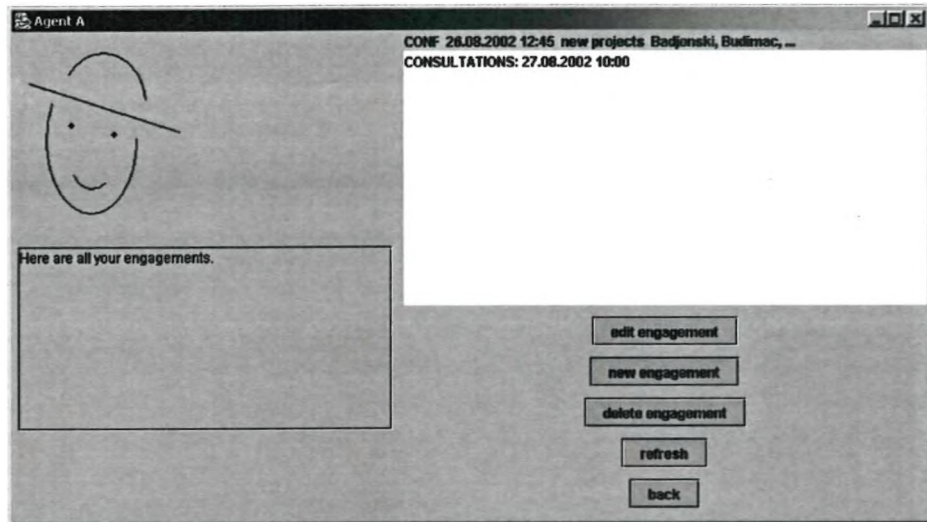 Agent A
CONF 26.08.2002 12:45 new projects Badjonski, Budimac, ...
CONSULTATIONS: 27.08.2002 10:00
Here are all your engagements.
edit engagement
new engagement
delete engagement
refresh
back